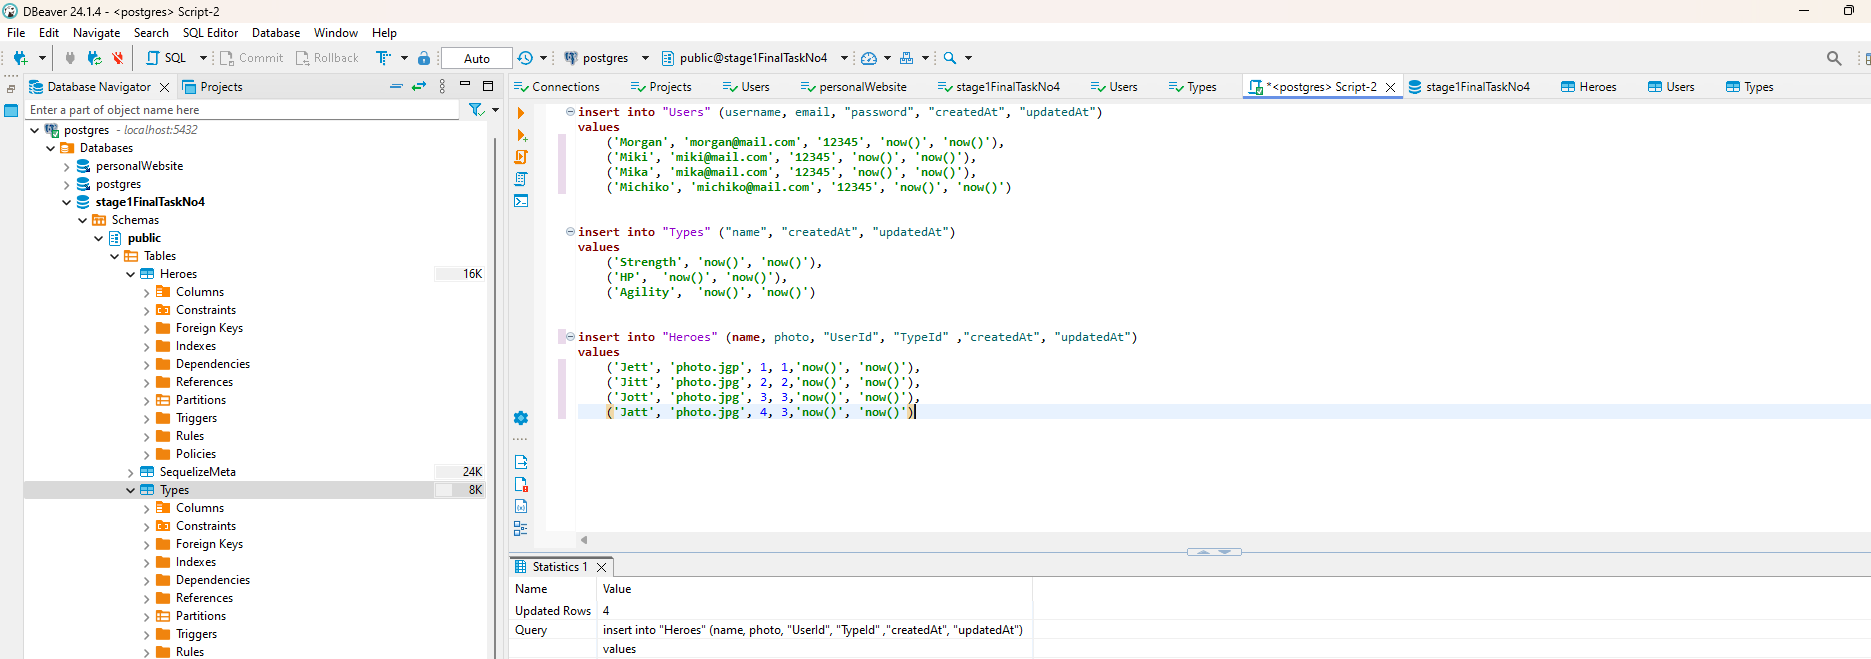 DBeaver 24.1.4 - <postgres> Script-2
File Edit Navigate Search SQL Editor Database Window Help
SQL Commit Rollback Auto postgres public@stage1FinalTaskNo4
Database Navigator Projects
Enter a part of object name here
postgres - localhost:5432
Databases
personalWebsite
postgres
stage1FinalTaskNo4
Schemas
public
Tables
Heroes 16K
Columns
Constraints
Foreign Keys
Indexes
Dependencies
References
Partitions
Triggers
Rules
Policies
SequelizeMeta 24K
Types 8K
Columns
Constraints
Foreign Keys
Indexes
Dependencies
References
Partitions
Triggers
Rules
Connections Projects Users personalWebsite stage1FinalTaskNo4 Users Types *<postgres> Script-2 stage1FinalTaskNo4 Heroes Users Types
insert into "Users" (username, email, "password", "createdAt", "updatedAt")
values
('Morgan', 'morgan@mail.com', '12345', 'now()', 'now()'),
('Miki', 'miki@mail.com', '12345', 'now()', 'now()'),
('Mika', 'mika@mail.com', '12345', 'now()', 'now()'),
('Michiko', 'michiko@mail.com', '12345', 'now()', 'now()')
insert into "Types" ("name", "createdAt", "updatedAt")
values
('Strength', 'now()', 'now()'),
('HP', 'now()', 'now()'),
('Agility', 'now()', 'now()')
insert into "Heroes" (name, photo, "UserId", "TypeId" ,"createdAt", "updatedAt")
values
('Jett', 'photo.jgp', 1, 1,'now()', 'now()'),
('Jitt', 'photo.jpg', 2, 2,'now()', 'now()'),
('Jott', 'photo.jpg', 3, 3,'now()', 'now()'),
('Jatt', 'photo.jpg', 4, 3,'now()', 'now()')
Statistics 1
Name Value
Updated Rows 4
Query insert into "Heroes" (name, photo, "UserId", "TypeId" ,"createdAt", "updatedAt")
values